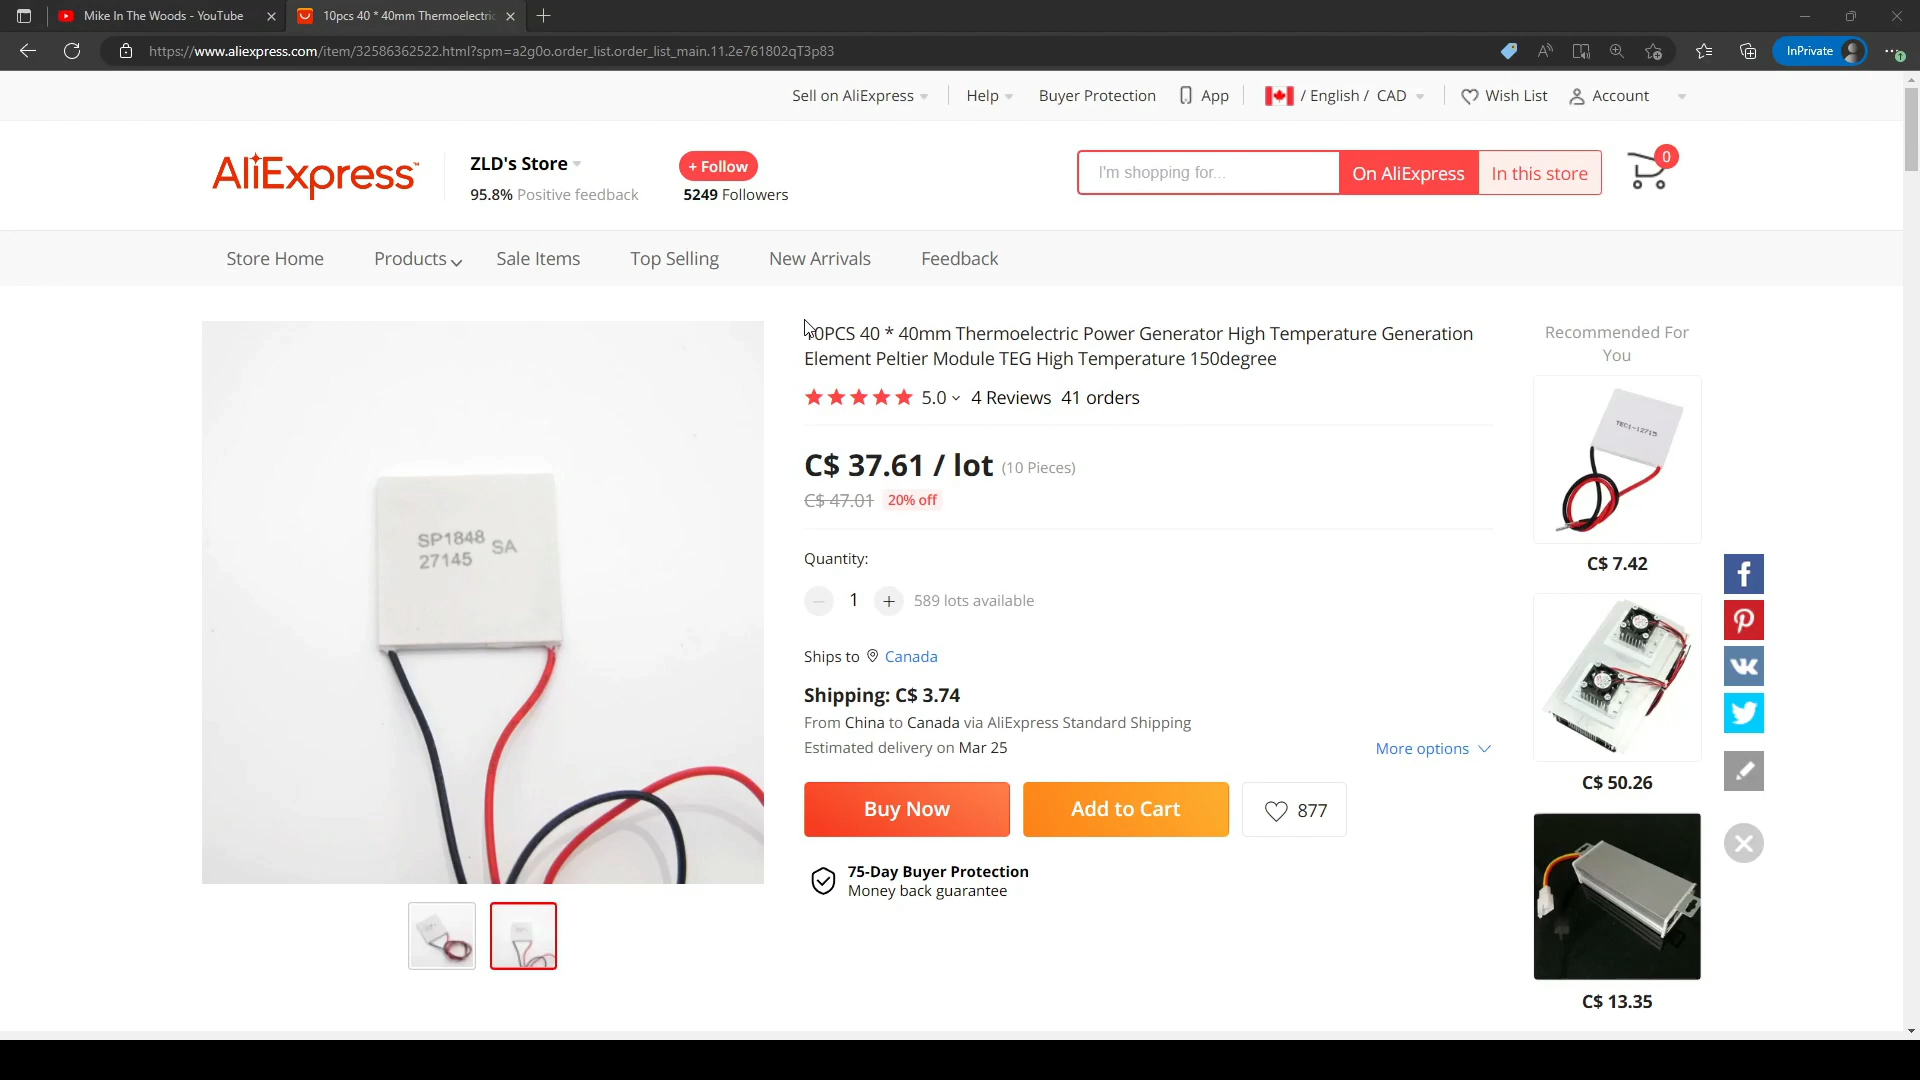 Mike In The Woods - YouTube
10pcs 40 * 40mm Thermoelectric
https://www.aliexpress.com/item/32586362522.html?spm=a2g0o.order_list.order_list_main.11.2e761802qT3p83
InPrivate
Sell on AliExpress
Help
Buyer Protection
App
/ English / CAD
Wish List
Account
AliExpress™
ZLD's Store
95.8% Positive feedback
+ Follow
5249 Followers
I'm shopping for...
On AliExpress
In this store
0
Store Home
Products
Sale Items
Top Selling
New Arrivals
Feedback
SP1848 SA
27145
10PCS 40 * 40mm Thermoelectric Power Generator High Temperature Generation
Element Peltier Module TEG High Temperature 150degree
5.0
4 Reviews
41 orders
C$ 37.61 / lot (10 Pieces)
C$ 47.01
20% off
Quantity:
1
589 lots available
Ships to Canada
Shipping: C$ 3.74
From China to Canada via AliExpress Standard Shipping
Estimated delivery on Mar 25
More options
Buy Now
Add to Cart
877
75-Day Buyer Protection
Money back guarantee
Recommended For
You
TEC1-12715
C$ 7.42
C$ 50.26
C$ 13.35